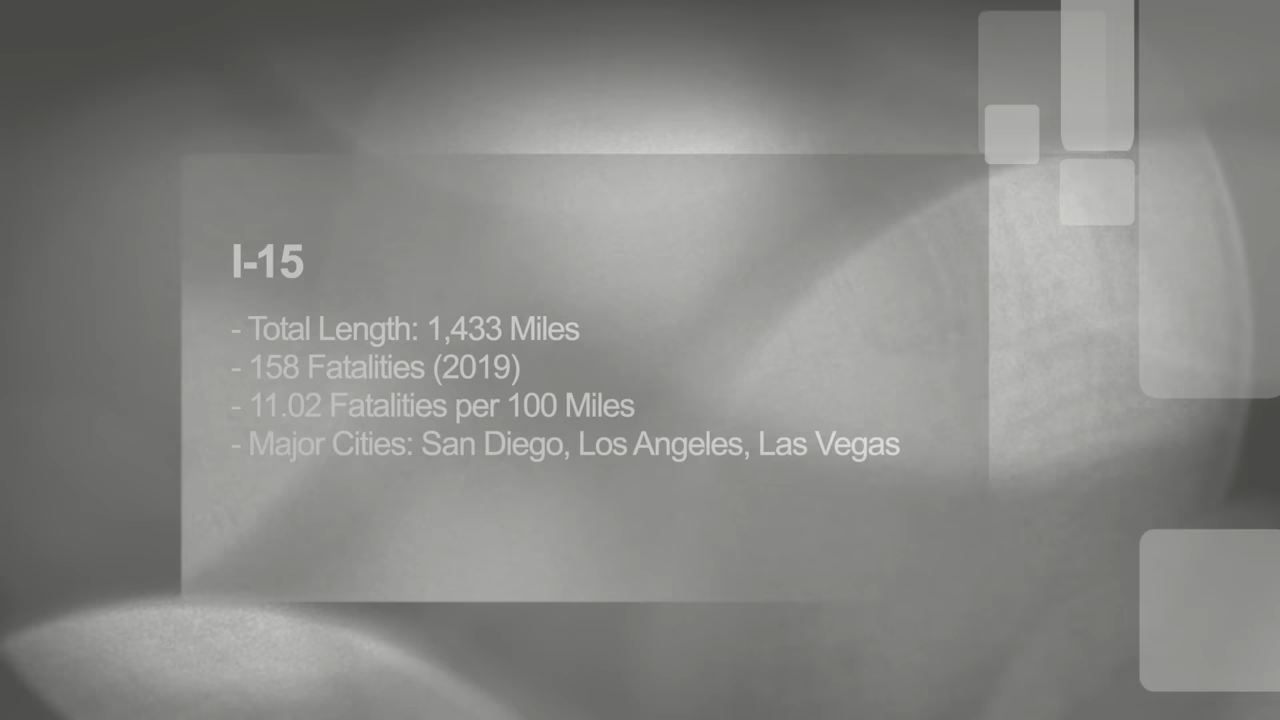 I-15
- Total Length: 1,433 Miles
- 158 Fatalities (2019)
- 11.02 Fatalities per 100 Miles
- Major Cities: San Diego, Los Angeles, Las Vegas